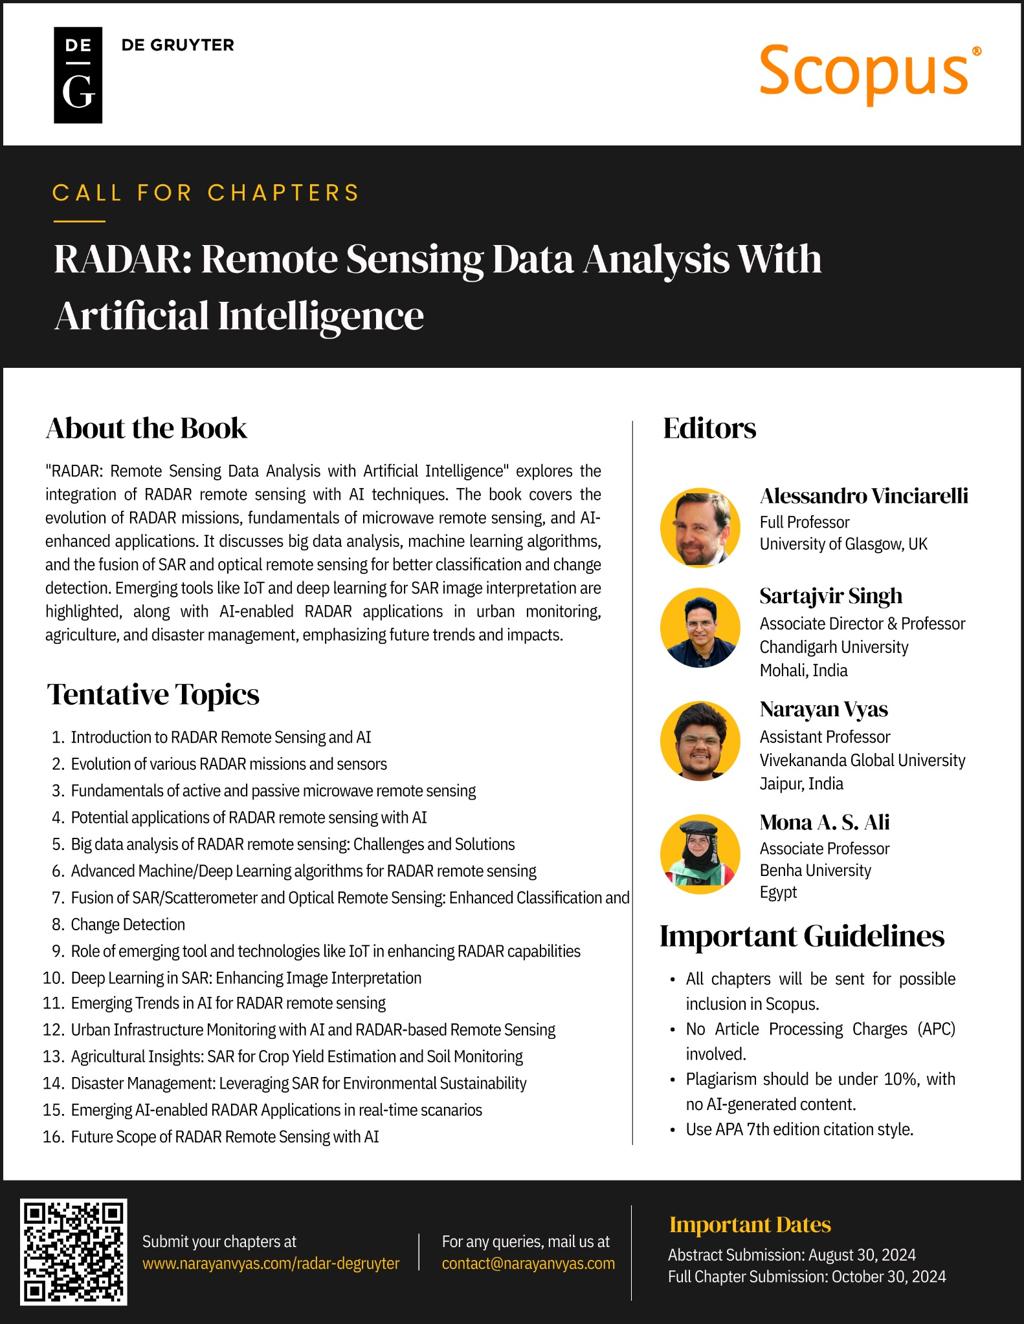 DE
G
DE GRUYTER
Scopus®
CALL FOR CHAPTERS
RADAR: Remote Sensing Data Analysis With
Artificial Intelligence
About the Book
"RADAR: Remote Sensing Data Analysis with Artificial Intelligence" explores the
integration of RADAR remote sensing with AI techniques. The book covers the
evolution of RADAR missions, fundamentals of microwave remote sensing, and AI-
enhanced applications. It discusses big data analysis, machine learning algorithms,
and the fusion of SAR and optical remote sensing for better classification and change
detection. Emerging tools like IoT and deep learning for SAR image interpretation are
highlighted, along with AI-enabled RADAR applications in urban monitoring,
agriculture, and disaster management, emphasizing future trends and impacts.
Tentative Topics
1. Introduction to RADAR Remote Sensing and AI
2. Evolution of various RADAR missions and sensors
3. Fundamentals of active and passive microwave remote sensing
4. Potential applications of RADAR remote sensing with AI
5. Big data analysis of RADAR remote sensing: Challenges and Solutions
6. Advanced Machine/Deep Learning algorithms for RADAR remote sensing
7. Fusion of SAR/Scatterometer and Optical Remote Sensing: Enhanced Classification and
8. Change Detection
9. Role of emerging tool and technologies like IoT in enhancing RADAR capabilities
10. Deep Learning in SAR: Enhancing Image Interpretation
11. Emerging Trends in AI for RADAR remote sensing
12. Urban Infrastructure Monitoring with AI and RADAR-based Remote Sensing
13. Agricultural Insights: SAR for Crop Yield Estimation and Soil Monitoring
14. Disaster Management: Leveraging SAR for Environmental Sustainability
15. Emerging AI-enabled RADAR Applications in real-time scanarios
16. Future Scope of RADAR Remote Sensing with AI
Editors
Alessandro Vinciarelli
Full Professor
University of Glasgow, UK
Sartajvir Singh
Associate Director & Professor
Chandigarh University
Mohali, India
Narayan Vyas
Assistant Professor
Vivekananda Global University
Jaipur, India
Mona A. S. Ali
Associate Professor
Benha University
Egypt
Important Guidelines
• All chapters will be sent for possible
inclusion in Scopus.
• No Article Processing Charges (APC)
involved.
• Plagiarism should be under 10%, with
no AI-generated content.
• Use APA 7th edition citation style.
Submit your chapters at
www.narayanvyas.com/radar-degruyter
For any queries, mail us at
contact@narayanvyas.com
Important Dates
Abstract Submission: August 30, 2024
Full Chapter Submission: October 30, 2024